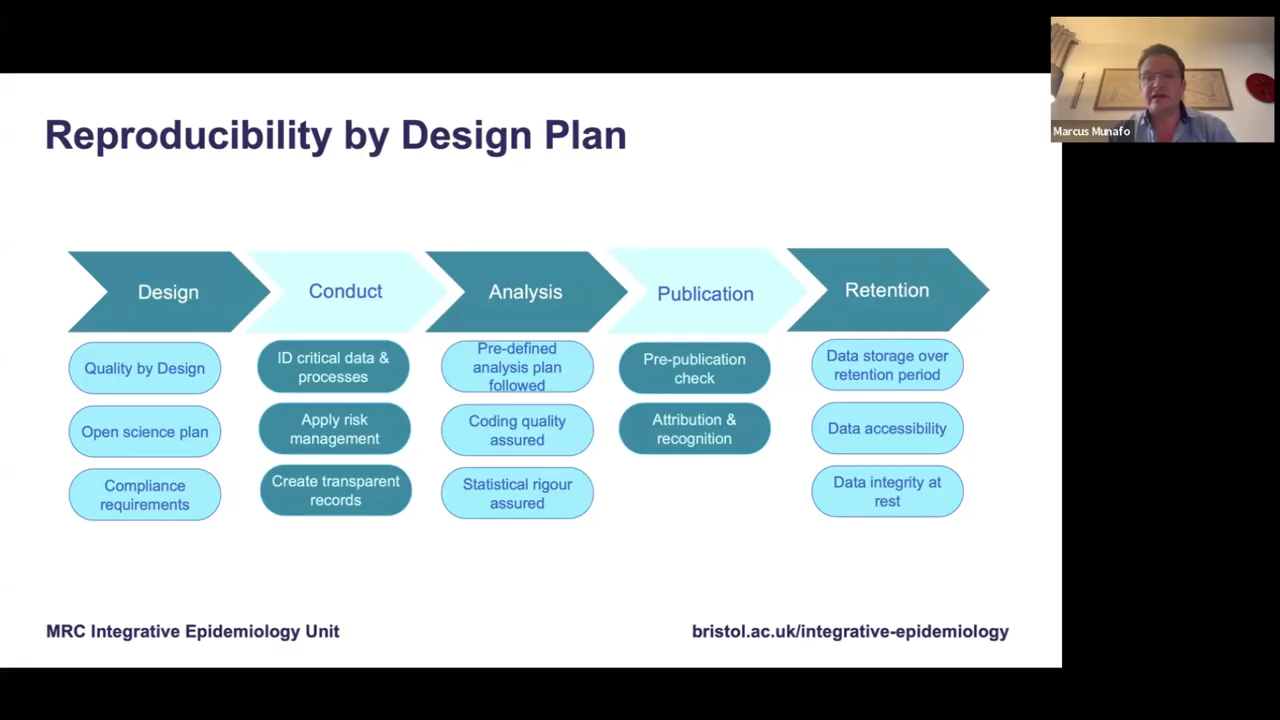 Marcus Munafo
Reproducibility by Design Plan
Design
Conduct
Analysis
Publication
Retention
Quality by Design
Open science plan
Compliance
requirements
ID critical data &
processes
Apply risk
management
Create transparent
records
Pre-defined
analysis plan
followed
Coding quality
assured
Statistical rigour
assured
Pre-publication
check
Attribution &
recognition
Data storage over
retention period
Data accessibility
Data integrity at
rest
MRC Integrative Epidemiology Unit
bristol.ac.uk/integrative-epidemiology